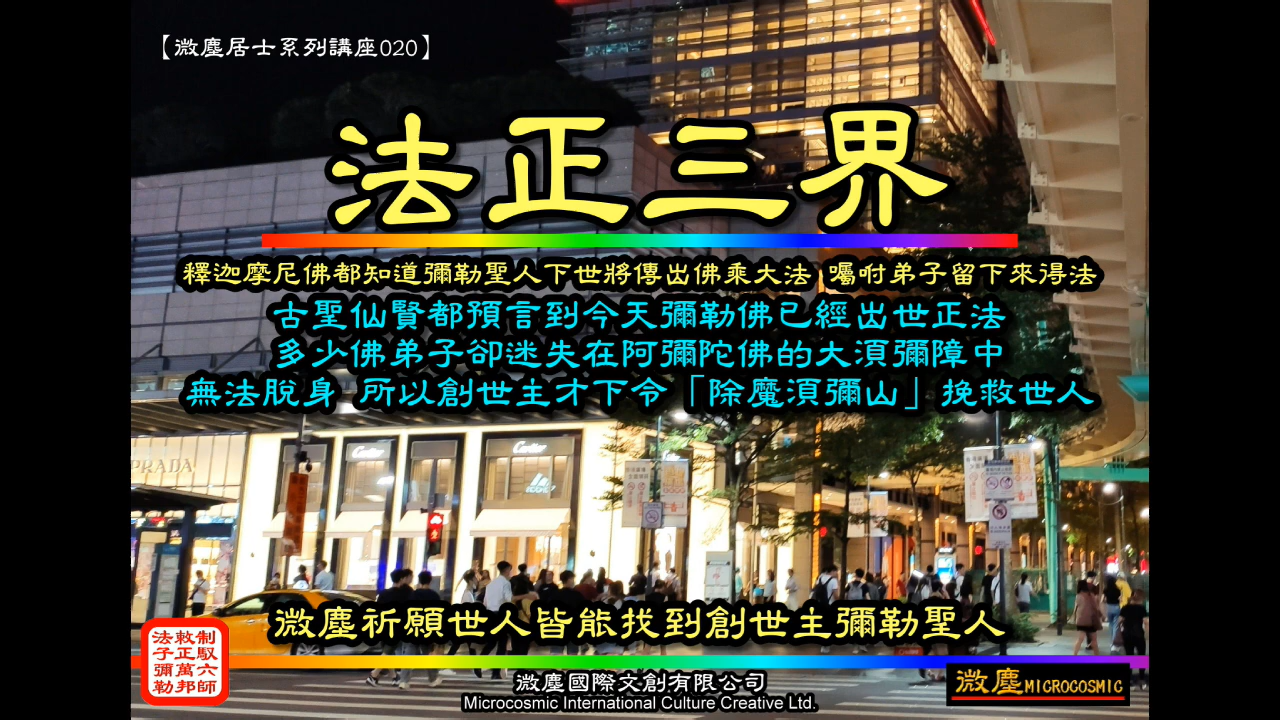 【微塵居士系列講座020】
法正三界
釋迦摩尼佛都知道彌勒聖人下世將傳出佛乘大法 囑咐弟子留下來得法
古聖仙賢都預言到今天彌勒佛已經出世正法
多少佛弟子卻迷失在阿彌陀佛的大湏彌障中
無法脫身 所以創世主才下令「除魔湏彌山」挽救世人
PRADA
Cartier
Cartier
微塵祈願世人皆能找到創世主彌勒聖人
制馭六師
敕正萬邦
法子彌勒
微塵國際文創有限公司
Microcosmic International Culture Creative Ltd.
微塵MICROCOSMIC